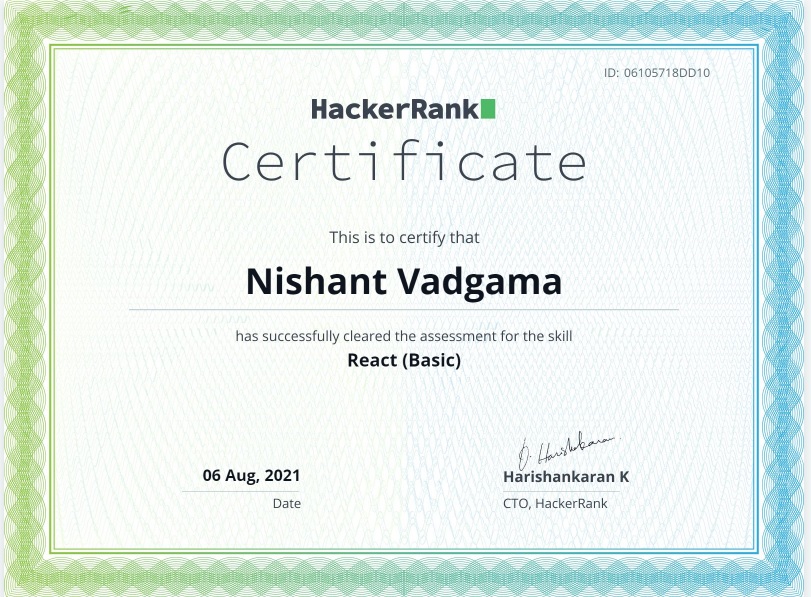 ID: 06105718DD10
HackerRank
Certificate
This is to certify that
Nishant Vadgama
has successfully cleared the assessment for the skill
React (Basic)
06 Aug, 2021
Date
Harishankaran K
CTO, HackerRank